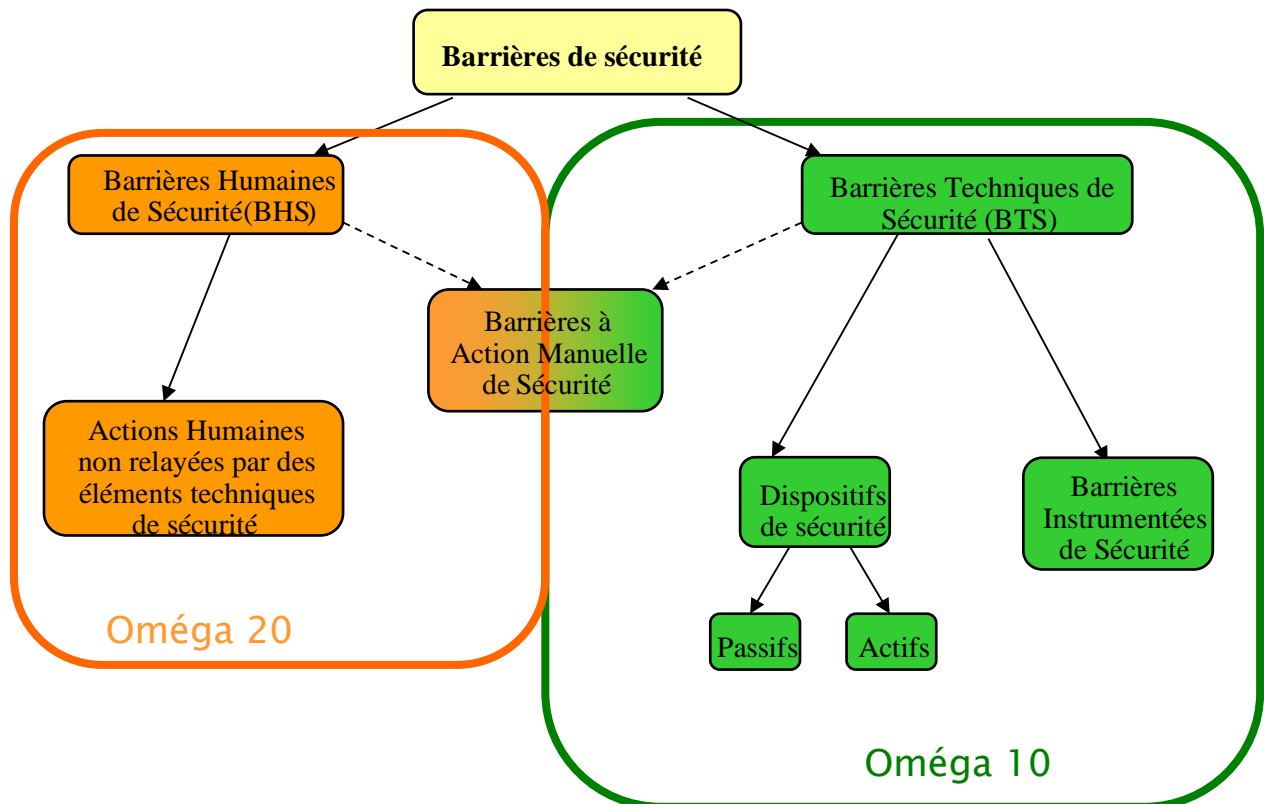 Barrières de sécurité
Barrières Humaines
de Sécurité(BHS)
Barrières Techniques de
Sécurité (BTS)
Barrières à
Action Manuelle
de Sécurité
Actions Humaines
non relayées par des
éléments techniques
de sécurité
Dispositifs
de sécurité
Barrières
Instrumentées
de Sécurité
Passifs
Actifs
Oméga 20
Oméga 10